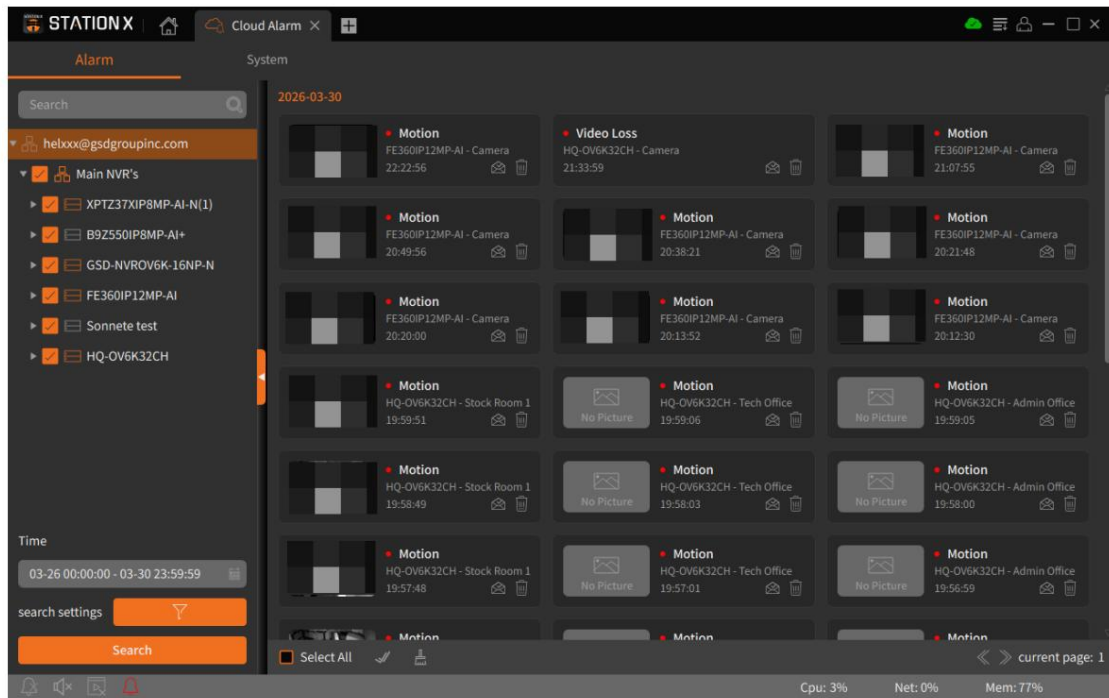 STATION X
Cloud Alarm
Alarm
System
Search
helxxx@gsdgroupinc.com
Main NVR's
XPTZ37XIP8MP-AI-N(1)
B9Z550IP8MP-AI+
GSD-NVROV6K-16NP-N
FE360IP12MP-AI
Sonnete test
HQ-OV6K32CH
Time
03-26 00:00:00 - 03-30 23:59:59
search settings
Search
2026-03-30
Motion
FE360IP12MP-AI - Camera
22:22:56
Video Loss
HQ-OV6K32CH - Camera
21:33:59
Motion
FE360IP12MP-AI - Camera
21:07:55
Motion
FE360IP12MP-AI - Camera
20:49:56
Motion
FE360IP12MP-AI - Camera
20:38:21
Motion
FE360IP12MP-AI - Camera
20:21:48
Motion
FE360IP12MP-AI - Camera
20:20:00
Motion
FE360IP12MP-AI - Camera
20:13:52
Motion
FE360IP12MP-AI - Camera
20:12:30
Motion
HQ-OV6K32CH - Stock Room 1
19:59:51
No Picture
Motion
HQ-OV6K32CH - Tech Office
19:59:06
No Picture
Motion
HQ-OV6K32CH - Admin Office
19:59:05
Motion
HQ-OV6K32CH - Stock Room 1
19:58:49
No Picture
Motion
HQ-OV6K32CH - Tech Office
19:58:03
No Picture
Motion
HQ-OV6K32CH - Admin Office
19:58:00
Motion
HQ-OV6K32CH - Stock Room 1
19:57:48
No Picture
Motion
HQ-OV6K32CH - Tech Office
19:57:01
No Picture
Motion
HQ-OV6K32CH - Admin Office
19:56:59
Motion
Motion
Motion
Select All
current page: 1
Cpu: 3%
Net: 0%
Mem: 77%